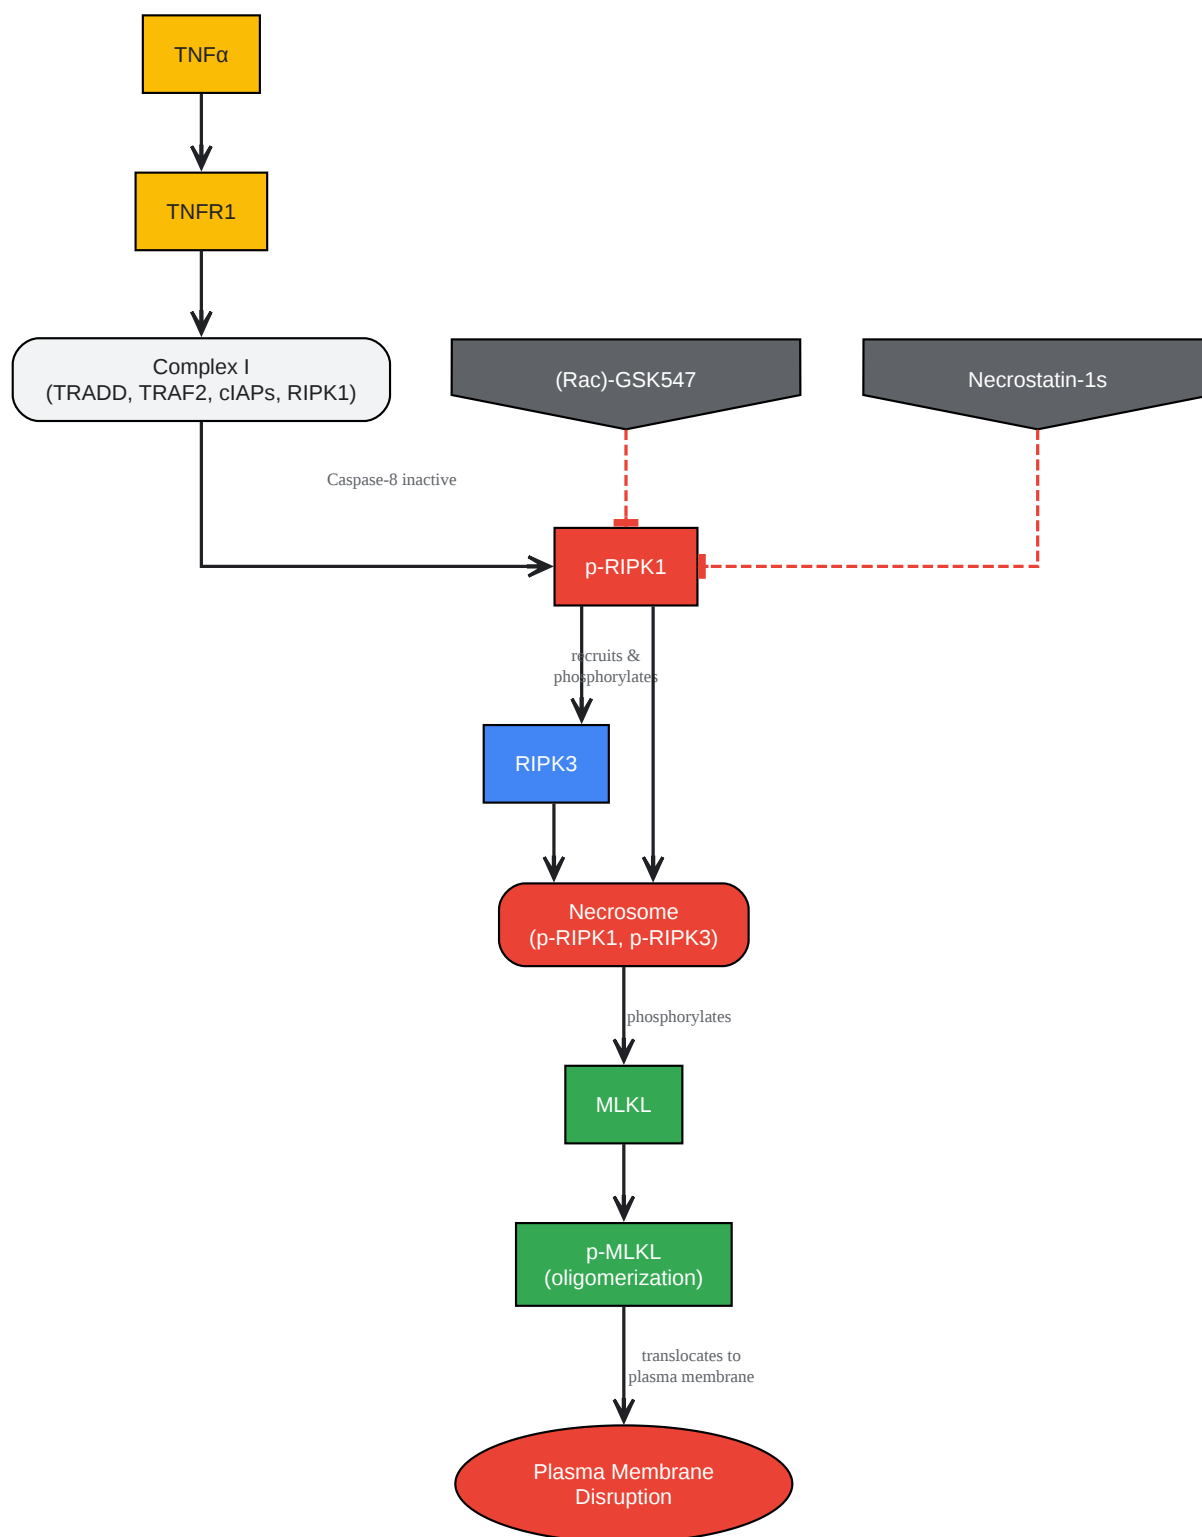 TNFα
TNFR1
Complex I
(TRADD, TRAF2, cIAPs, RIPK1)
(Rac)-GSK547
Necrostatin-1s
Caspase-8 inactive
p-RIPK1
recruits &
phosphorylates
RIPK3
Necrosome
(p-RIPK1, p-RIPK3)
phosphorylates
MLKL
p-MLKL
(oligomerization)
translocates to
plasma membrane
Plasma Membrane
Disruption